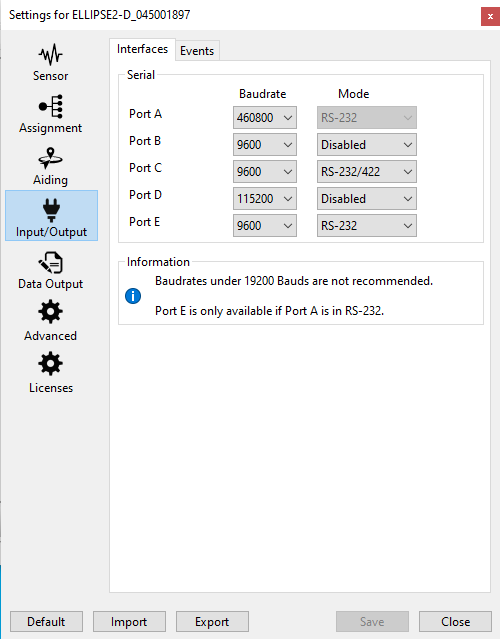 Settings for ELLIPSE2-D_045001897
x
Sensor
Assignment
Aiding
Input/Output
Data Output
Advanced
Licenses
Interfaces
Events
Serial
Baudrate Mode
Port A 460800 RS-232
Port B 9600 Disabled
Port C 9600 RS-232/422
Port D 115200 Disabled
Port E 9600 RS-232
Information
Baudrates under 19200 Bauds are not recommended.
Port E is only available if Port A is in RS-232.
Default Import Export Save Close